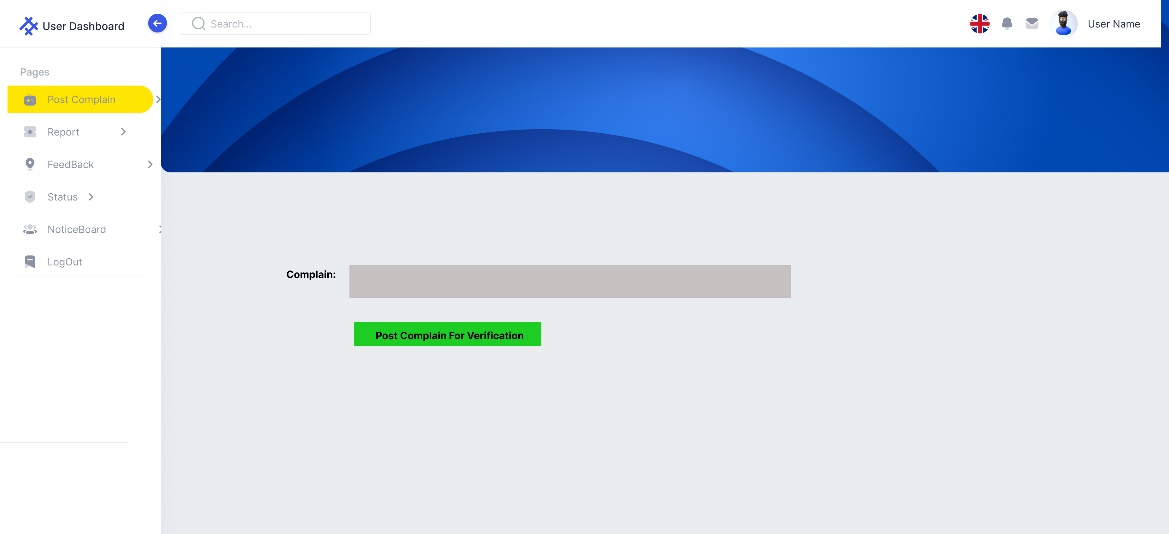 User Dashboard
Search...
User Name
Pages
Post Complain
Report
FeedBack
Status
NoticeBoard
LogOut
Complain:
Post Complain For Verification